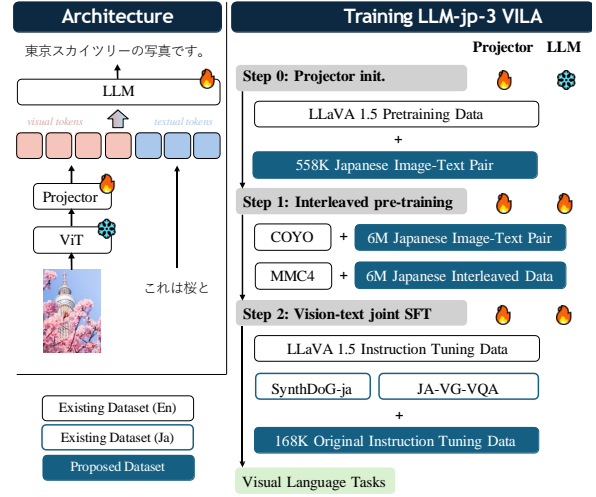 Architecture
東京スカイツリーの写真です。
LLM
visual tokens
textual tokens
Projector
ViT
これは桜と
Existing Dataset (En)
Existing Dataset (Ja)
Proposed Dataset
Training LLM-jp-3 VILA
Projector LLM
Step 0: Projector init.
LLaVA 1.5 Pretraining Data
+
558K Japanese Image-Text Pair
Step 1: Interleaved pre-training
COYO + 6M Japanese Image-Text Pair
MMC4 + 6M Japanese Interleaved Data
Step 2: Vision-text joint SFT
LLaVA 1.5 Instruction Tuning Data
SynthDoG-ja JA-VG-VQA
+
168K Original Instruction Tuning Data
Visual Language Tasks